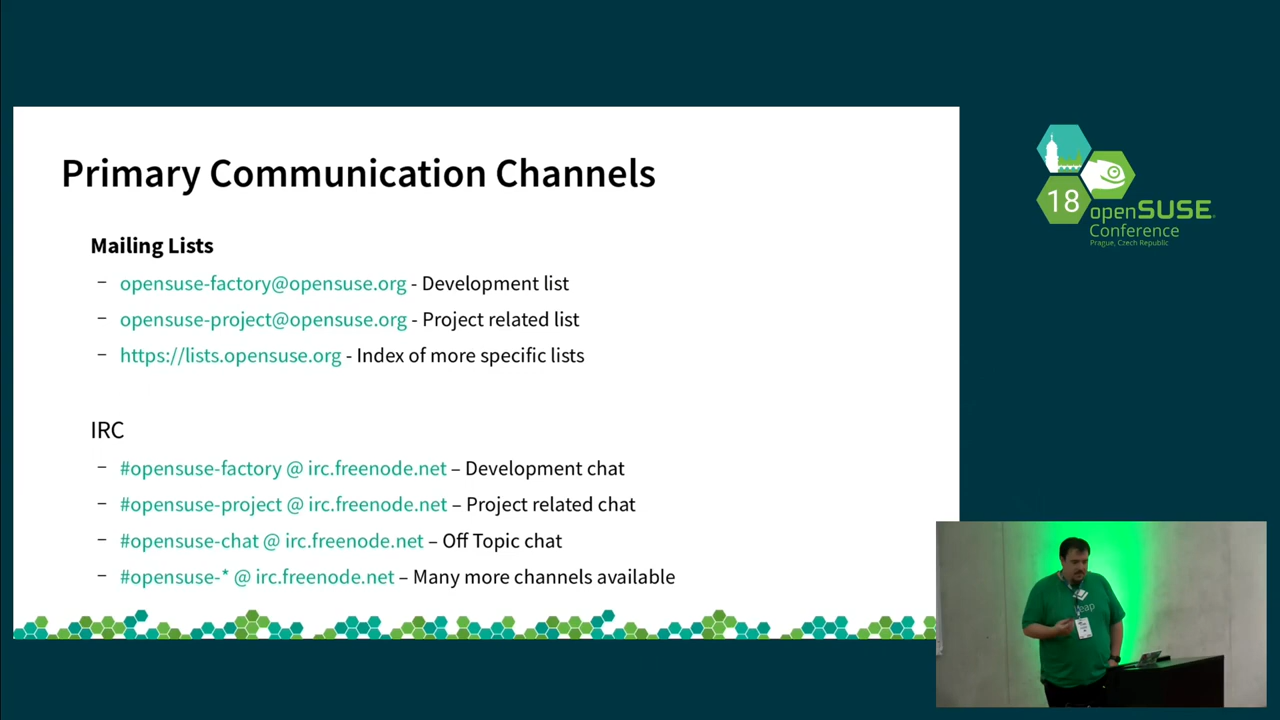 Primary Communication Channels
Mailing Lists
– opensuse-factory@opensuse.org - Development list
– opensuse-project@opensuse.org - Project related list
– https://lists.opensuse.org - Index of more specific lists
IRC
– #opensuse-factory @ irc.freenode.net – Development chat
– #opensuse-project @ irc.freenode.net – Project related chat
– #opensuse-chat @ irc.freenode.net – Off Topic chat
– #opensuse-* @ irc.freenode.net – Many more channels available
18
openSUSE
Conference
Prague, Czech Republic